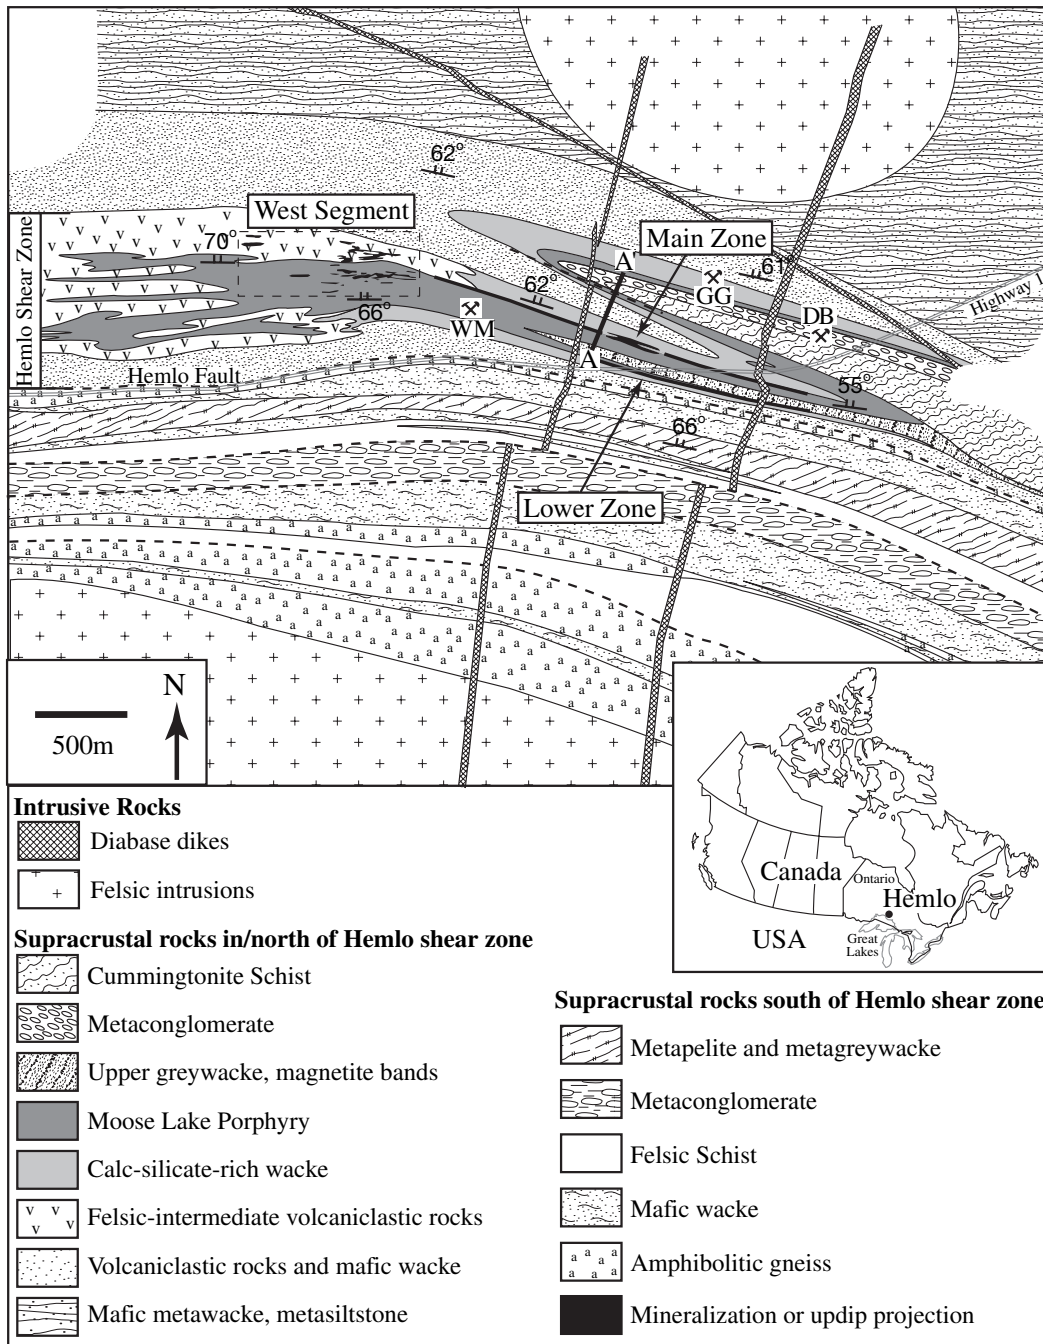 62°
West Segment
Main Zone
70°
A'
61°
GG
62°
Highway 1
DB
66°
WM
A
Hemlo Shear Zone
Hemlo Fault
55°
66°
Lower Zone
N
500m
Canada
Ontario
Hemlo
USA
Great
Lakes
Intrusive Rocks
Diabase dikes
Felsic intrusions
Supracrustal rocks in/north of Hemlo shear zone
Cummingtonite Schist
Metaconglomerate
Upper greywacke, magnetite bands
Moose Lake Porphyry
Calc-silicate-rich wacke
Felsic-intermediate volcaniclastic rocks
Volcaniclastic rocks and mafic wacke
Mafic metawacke, metasiltstone
Supracrustal rocks south of Hemlo shear zone
Metapelite and metagreywacke
Metaconglomerate
Felsic Schist
Mafic wacke
Amphibolitic gneiss
Mineralization or updip projection